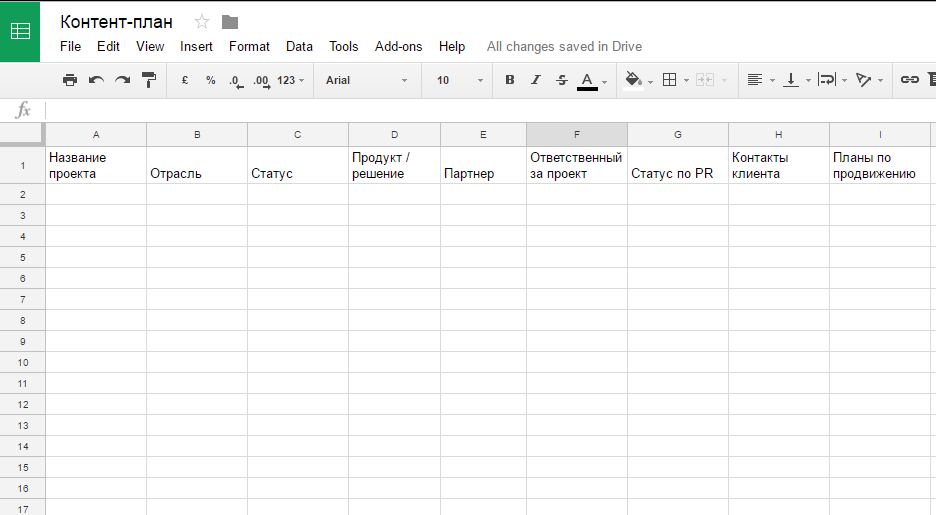 Контент-план
File Edit View Insert Format Data Tools Add-ons Help All changes saved in Drive
£ % .0 .00 123 Arial 10 B I S A
fx
A B C D E F G H I
1
Название
проекта
Отрасль
Статус
Продукт /
решение
Партнер
Ответственный
за проект
Статус по PR
Контакты
клиента
Планы по
продвижению
2
3
4
5
6
7
8
9
10
11
12
13
14
15
16
17